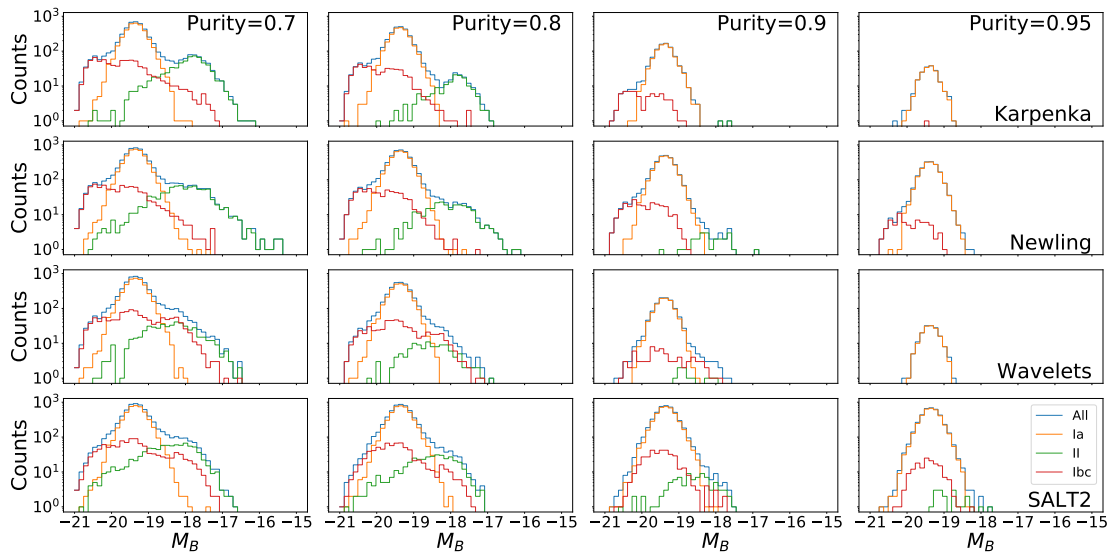 Purity=0.7 Purity=0.8 Purity=0.9 Purity=0.95
Counts 10³ 10² 10¹ 10⁰ Karpenka
Counts 10³ 10² 10¹ 10⁰ Newling
Counts 10³ 10² 10¹ 10⁰ Wavelets
Counts 10³ 10² 10¹ 10⁰ SALT2
All
Ia
II
Ibc
−21 −20 −19 −18 −17 −16 −15 −21 −20 −19 −18 −17 −16 −15 −21 −20 −19 −18 −17 −16 −15 −21 −20 −19 −18 −17 −16 −15
M_B M_B M_B M_B